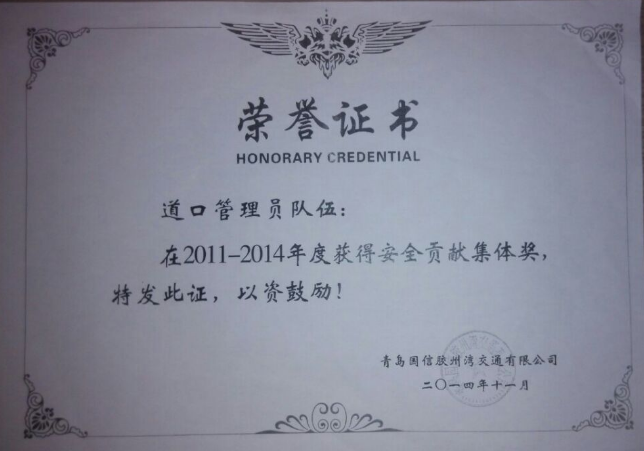 荣誉证书
HONORARY CREDENTIAL
道口管理员队伍：
在2011-2014年度获得安全贡献集体奖，
特发此证，以资鼓励！
青岛国信胶州湾交通有限公司
二〇一四年十一月